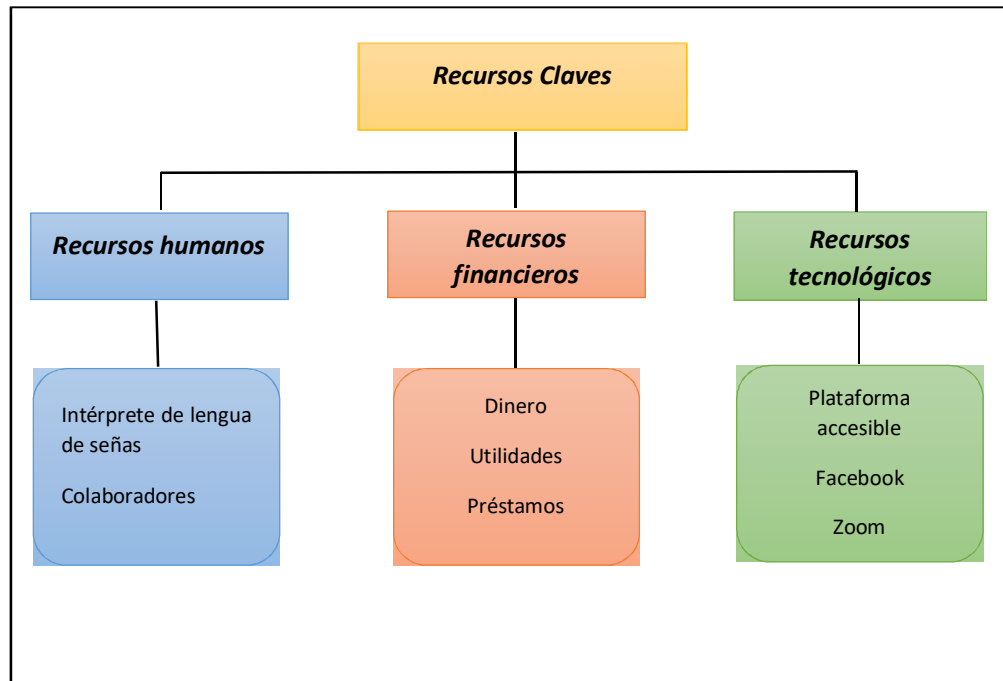 Recursos Claves
Recursos humanos
Recursos
financieros
Recursos
tecnológicos
Intérprete de lengua
de señas
Colaboradores
Dinero
Utilidades
Préstamos
Plataforma
accesible
Facebook
Zoom